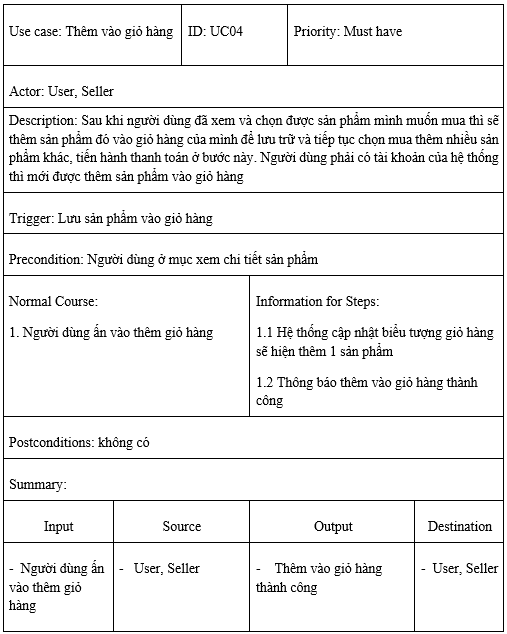 Use case: Thêm vào giỏ hàng
ID: UC04
Priority: Must have
Actor: User, Seller
Description: Sau khi người dùng đã xem và chọn được sản phẩm mình muốn mua thì sẽ
thêm sản phẩm đó vào giỏ hàng của mình để lưu trữ và tiếp tục chọn mua thêm nhiều sản
phẩm khác, tiến hành thanh toán ở bước này. Người dùng phải có tài khoản của hệ thống
thì mới được thêm sản phẩm vào giỏ hàng
Trigger: Lưu sản phẩm vào giỏ hàng
Precondition: Người dùng ở mục xem chi tiết sản phẩm
Normal Course:
1. Người dùng ấn vào thêm giỏ hàng
Information for Steps:
1.1 Hệ thống cập nhật biểu tượng giỏ hàng
sẽ hiện thêm 1 sản phẩm
1.2 Thông báo thêm vào giỏ hàng thành
công
Postconditions: không có
Summary:
Input
Source
Output
Destination
- Người dùng ấn
vào thêm giỏ
hàng
- User, Seller
- Thêm vào giỏ hàng
thành công
- User, Seller